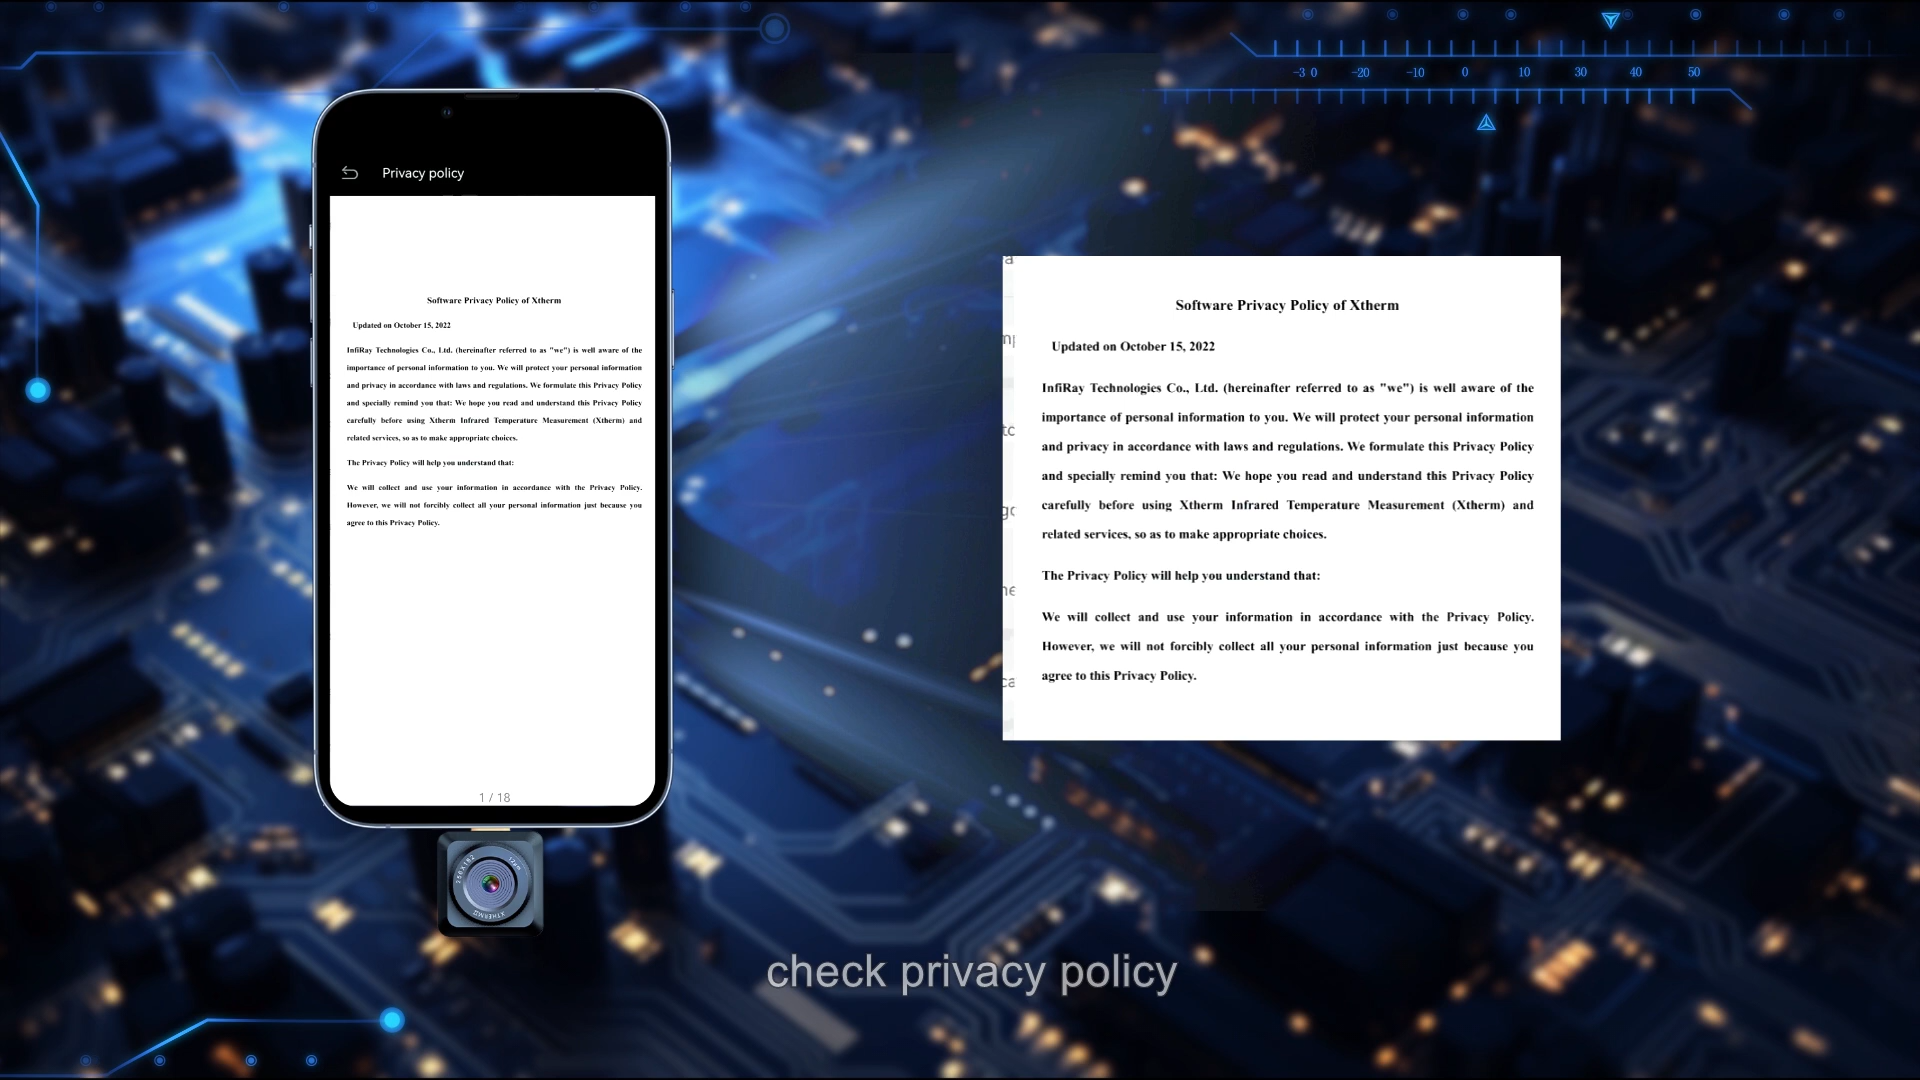 -3 0 -20 -10 0 10 20 30 40 50
Privacy policy
Software Privacy Policy of Xtherm
Updated on October 15, 2022
InfiRay Technologies Co., Ltd. (hereinafter referred to as "we") is well aware of the
importance of personal information to you. We will protect your personal information
and privacy in accordance with laws and regulations. We formulate this Privacy Policy
and specially remind you that: We hope you read and understand this Privacy Policy
carefully before using Xtherm Infrared Temperature Measurement (Xtherm) and
related services, so as to make appropriate choices.
The Privacy Policy will help you understand that:
We will collect and use your information in accordance with the Privacy Policy.
However, we will not forcibly collect all your personal information just because you
agree to this Privacy Policy.
1 / 18
Software Privacy Policy of Xtherm
Updated on October 15, 2022
InfiRay Technologies Co., Ltd. (hereinafter referred to as "we") is well aware of the
importance of personal information to you. We will protect your personal information
and privacy in accordance with laws and regulations. We formulate this Privacy Policy
and specially remind you that: We hope you read and understand this Privacy Policy
carefully before using Xtherm Infrared Temperature Measurement (Xtherm) and
related services, so as to make appropriate choices.
The Privacy Policy will help you understand that:
We will collect and use your information in accordance with the Privacy Policy.
However, we will not forcibly collect all your personal information just because you
agree to this Privacy Policy.
check privacy policy